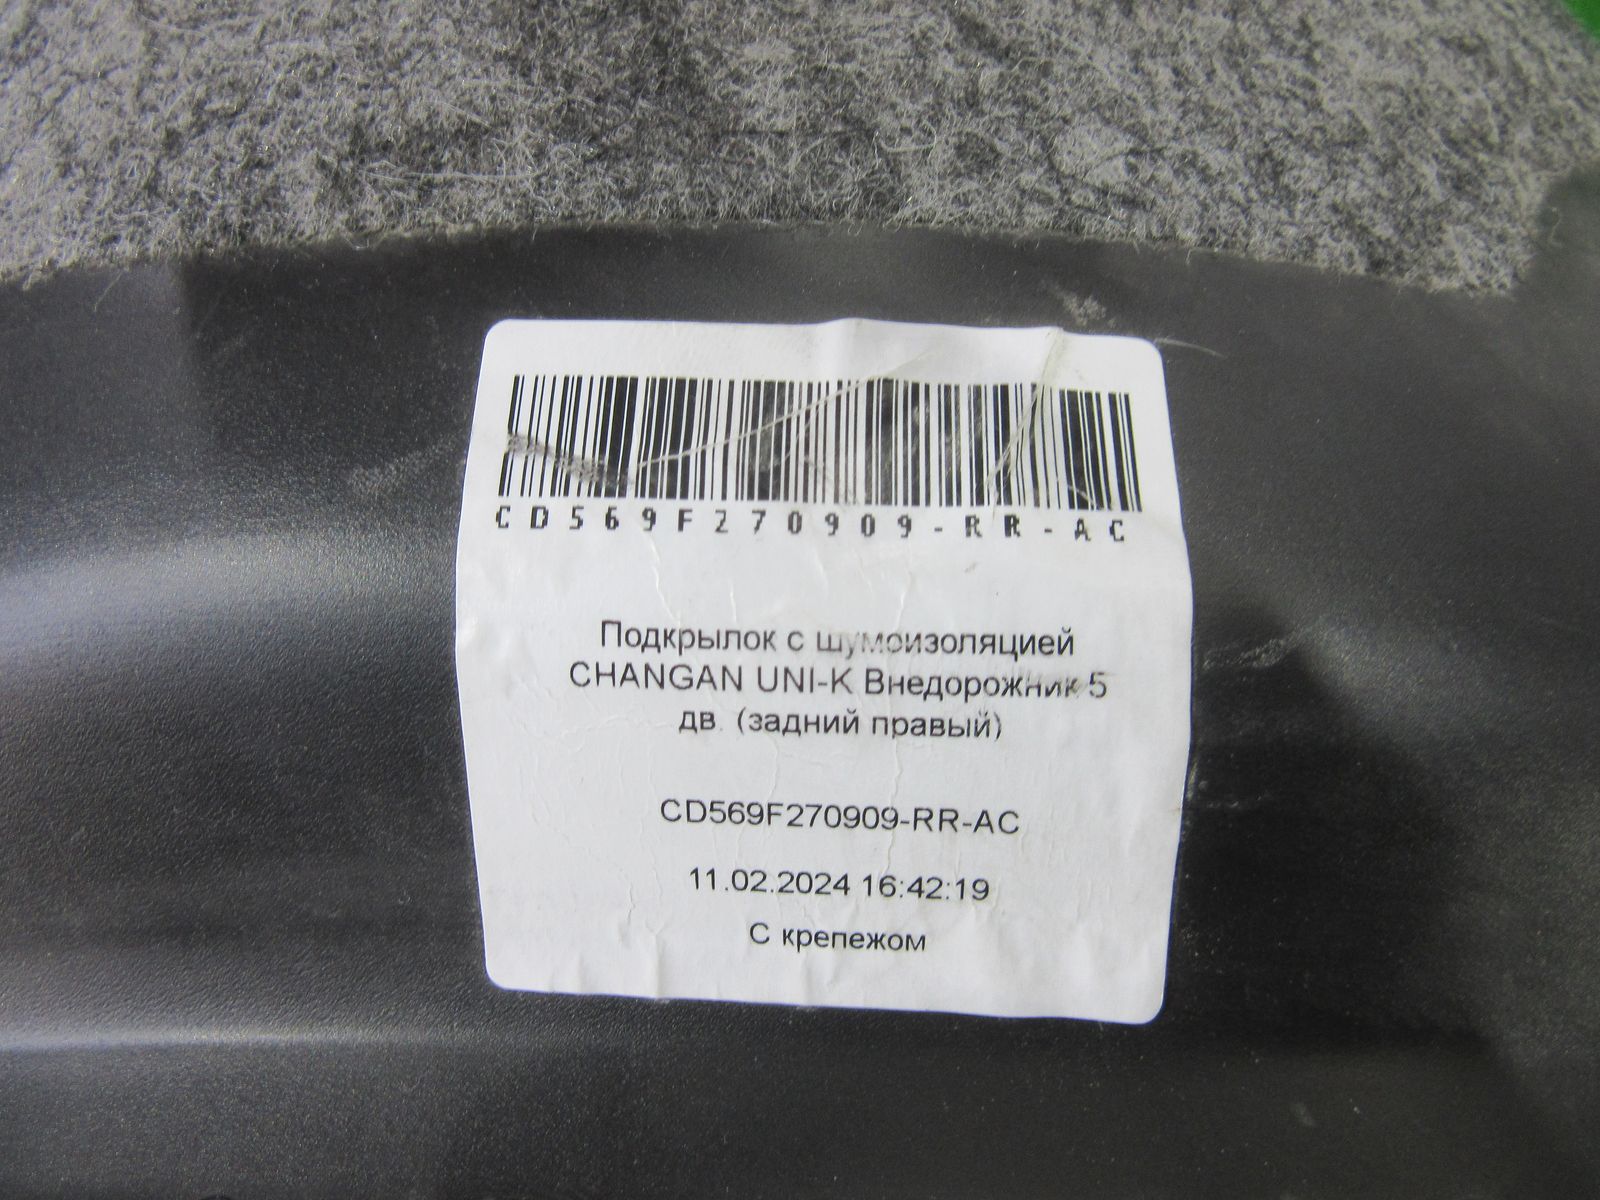 CD569F270909-RR-AC
Подкрылок с шумоизоляцией
CHANGAN UNI-K Внедорожник 5
дв. (задний правый)
CD569F270909-RR-AC
11.02.2024 16:42:19
С крепежом